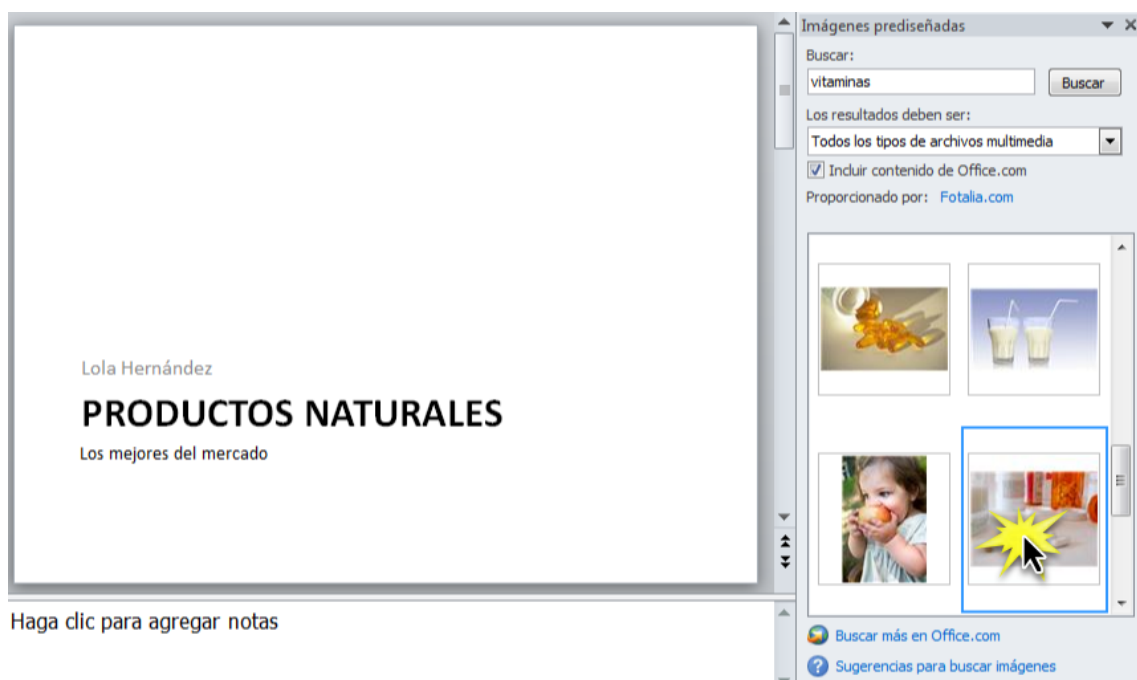 Lola Hernández
PRODUCTOS NATURALES
Los mejores del mercado
Haga clic para agregar notas
Imágenes prediseñadas
Buscar:
vitaminas
Buscar
Los resultados deben ser:
Todos los tipos de archivos multimedia
Incluir contenido de Office.com
Proporcionado por: Fotalia.com
Buscar más en Office.com
Sugerencias para buscar imágenes